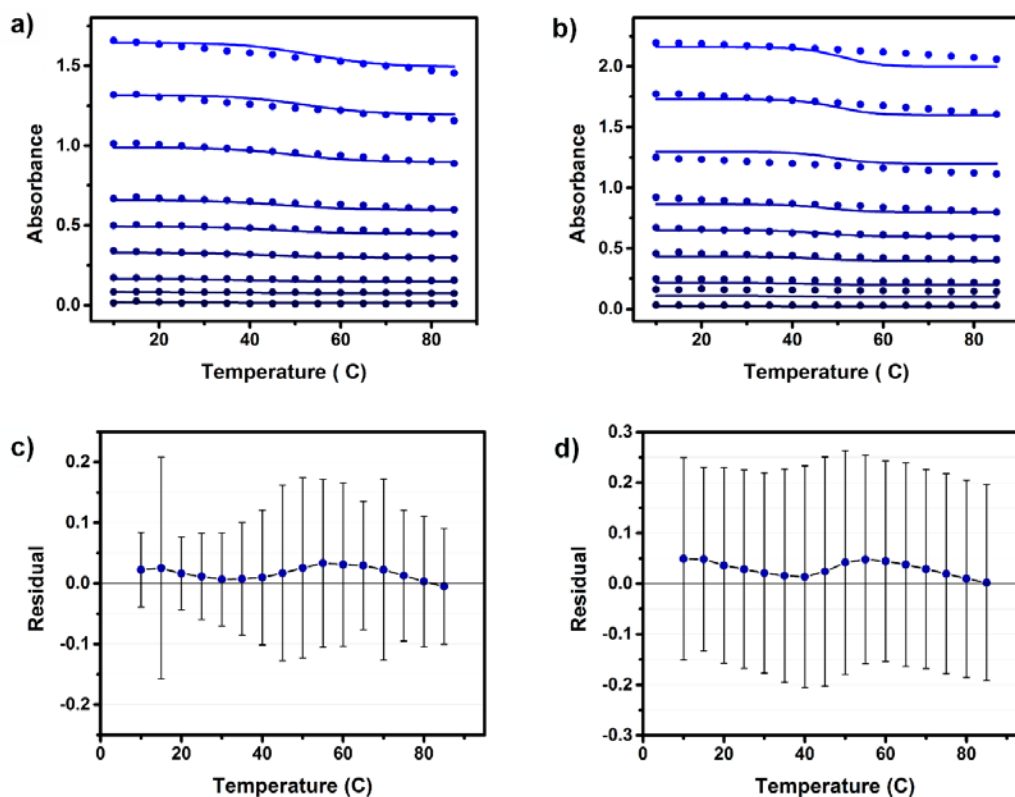 a)
1.5
1.0
0.5
0.0
Absorbance
20 40 60 80
Temperature ( C)
b)
2.0
1.5
1.0
0.5
0.0
Absorbance
20 40 60 80
Temperature ( C)
c)
0.2
0.1
0.0
-0.1
-0.2
Residual
0 20 40 60 80
Temperature (C)
d)
0.3
0.2
0.1
0.0
-0.1
-0.2
-0.3
Residual
0 20 40 60 80
Temperature (C)